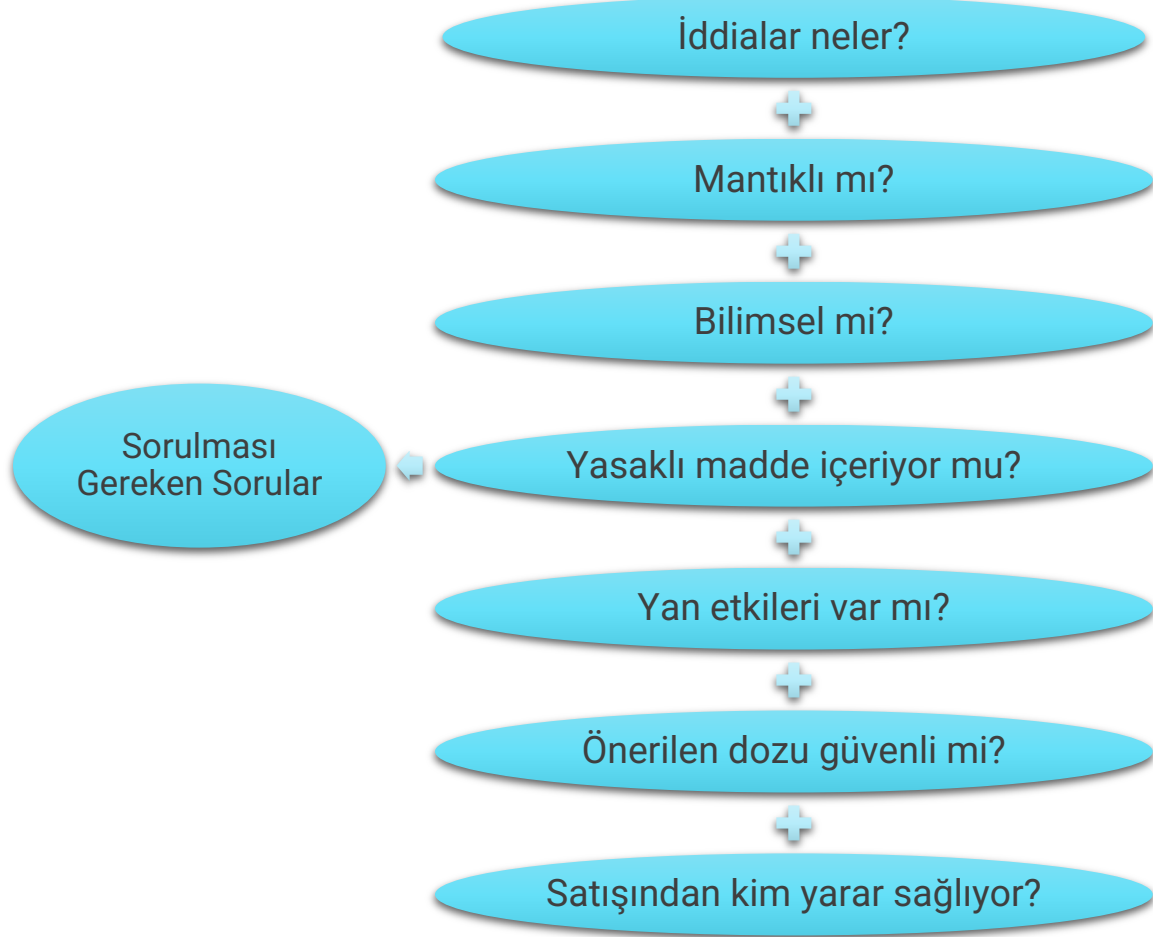 İddialar neler?
Mantıklı mı?
Bilimsel mi?
Yasaklı madde içeriyor mu?
Yan etkileri var mı?
Önerilen dozu güvenli mi?
Satışından kim yarar sağlıyor?
Sorulması
Gereken Sorular